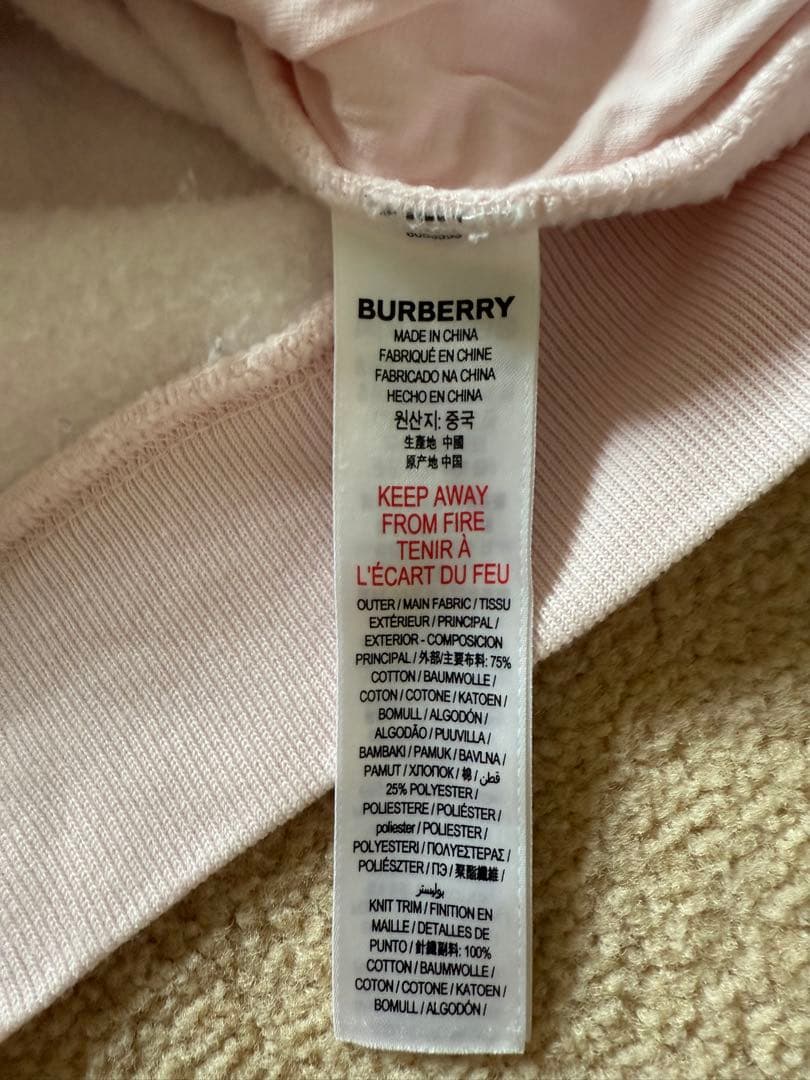 BURBERRY
MADE IN CHINA
FABRIQUÉ EN CHINE
FABRICADO NA CHINA
HECHO EN CHINA
원산지: 중국
生產地 中國
原产地 中国
KEEP AWAY
FROM FIRE
TENIR À
L'ÉCART DU FEU
OUTER / MAIN FABRIC / TISSU
EXTÉRIEUR / PRINCIPAL /
EXTERIOR - COMPOSICION
PRINCIPAL / 外部/主要布料: 75%
COTTON / BAUMWOLLE /
COTON / COTONE / KATOEN /
BOMULL / ALGODÓN /
ALGODÃO / PUUVILLA /
BAMBAKI / PAMUK / BAVLNA /
PAMUT / ХЛОПОК / 棉 / قطن /
25% POLYESTER /
POLIESTERE / POLIÉSTER /
poliester / POLIESTER /
POLYESTERI / ΠΟΛΥΕΣΤΕΡΑΣ /
POLIÉSZTER / ПЭ / 聚酯纖維 /
بوليستر
KNIT TRIM / FINITION EN
MAILLE / DETALLES DE
PUNTO / 針織副料: 100%
COTTON / BAUMWOLLE /
COTON / COTONE / KATOEN /
BOMULL / ALGODÓN /